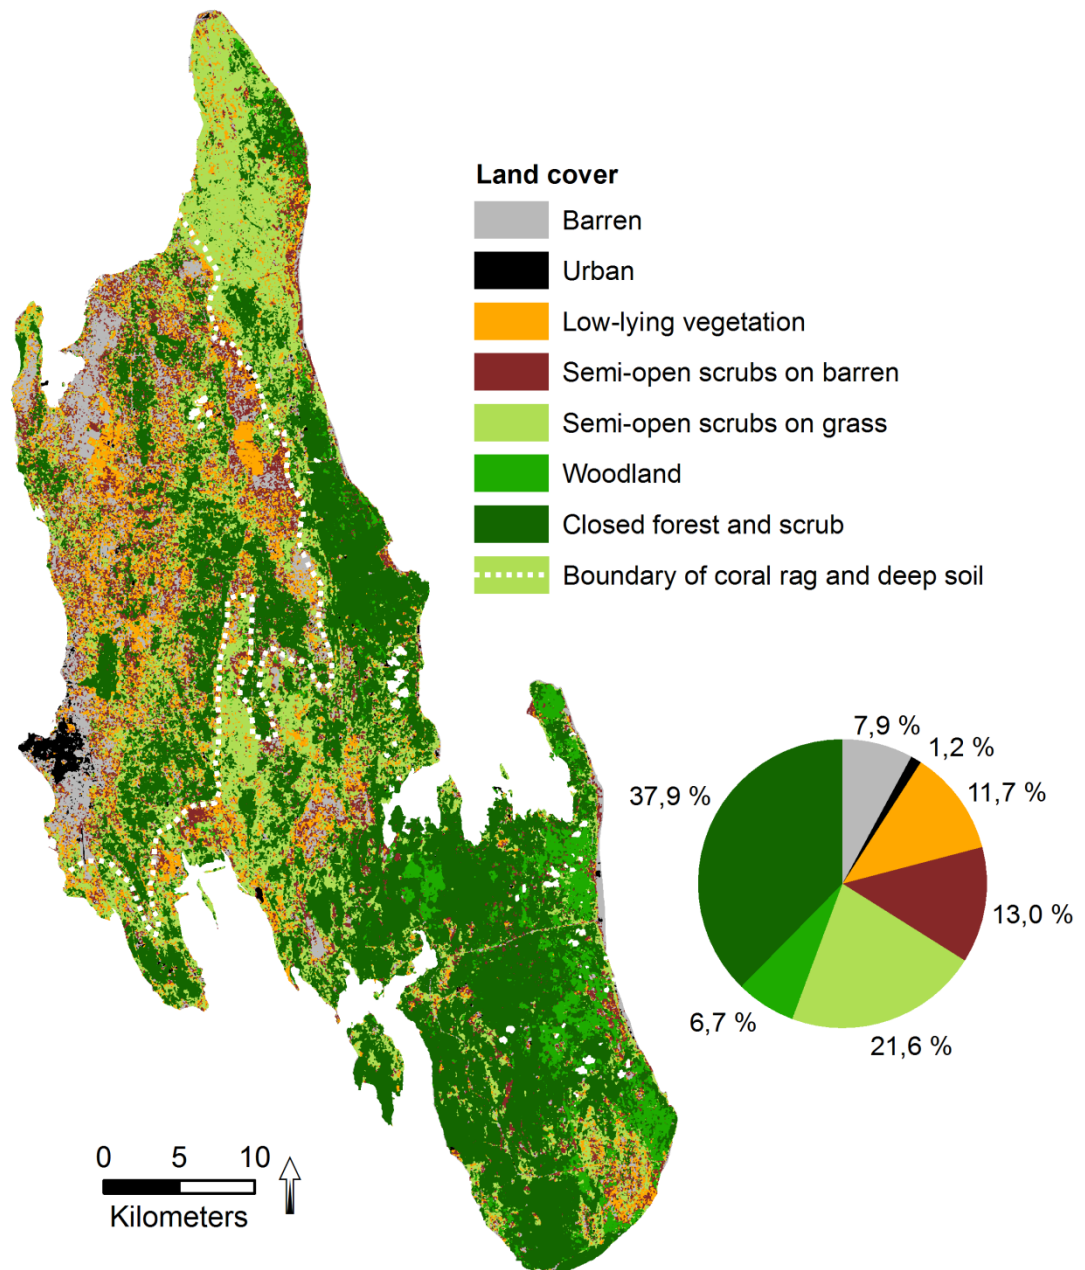 Land cover
Barren
Urban
Low-lying vegetation
Semi-open scrubs on barren
Semi-open scrubs on grass
Woodland
Closed forest and scrub
Boundary of coral rag and deep soil
7,9 %
1,2 %
11,7 %
13,0 %
21,6 %
6,7 %
37,9 %
0 5 10
Kilometers